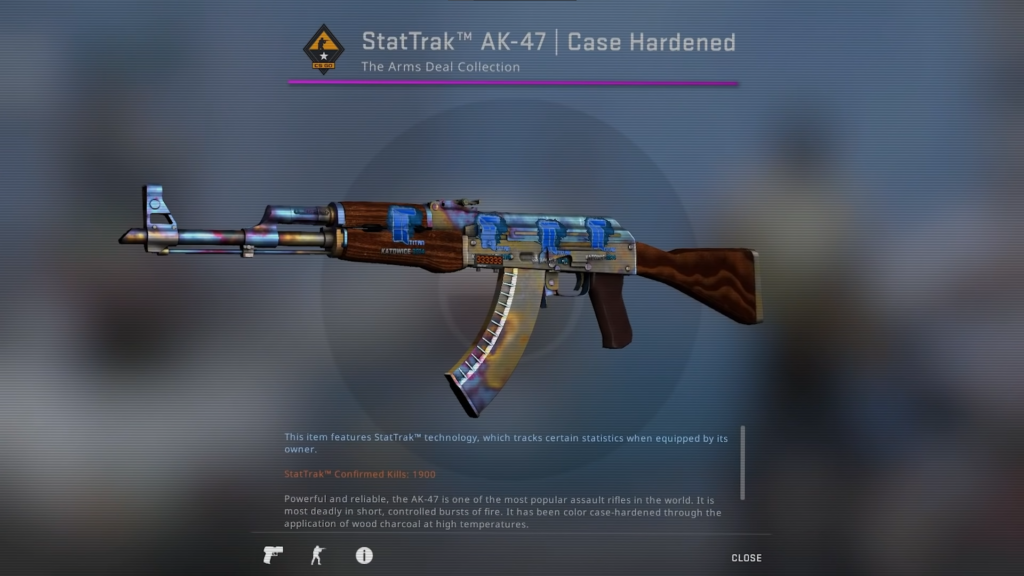 StatTrak™ AK-47 | Case Hardened
The Arms Deal Collection
TITAN
KATOWICE
This item features StatTrak™ technology, which tracks certain statistics when equipped by its
owner.
StatTrak™ Confirmed Kills: 1900
Powerful and reliable, the AK-47 is one of the most popular assault rifles in the world. It is
most deadly in short, controlled bursts of fire. It has been color case-hardened through the
application of wood charcoal at high temperatures.
CLOSE